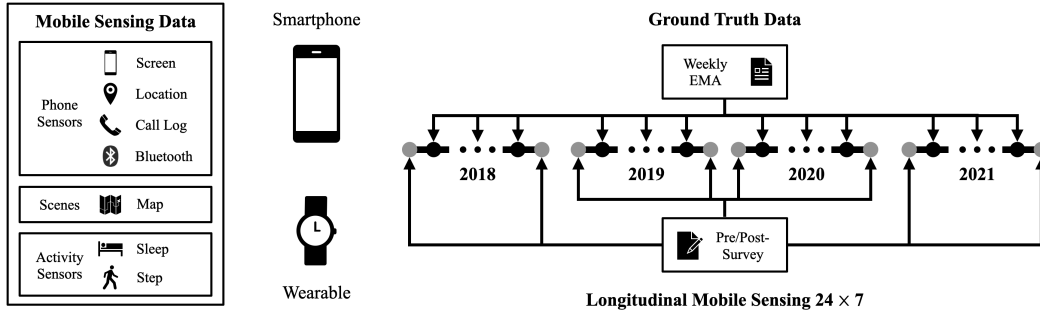 Mobile Sensing Data
Phone
Sensors
Screen
Location
Call Log
Bluetooth
Scenes
Map
Activity
Sensors
Sleep
Step
Smartphone
Wearable
Ground Truth Data
Weekly
EMA
2018
2019
2020
2021
Pre/Post-
Survey
Longitudinal Mobile Sensing 24 × 7